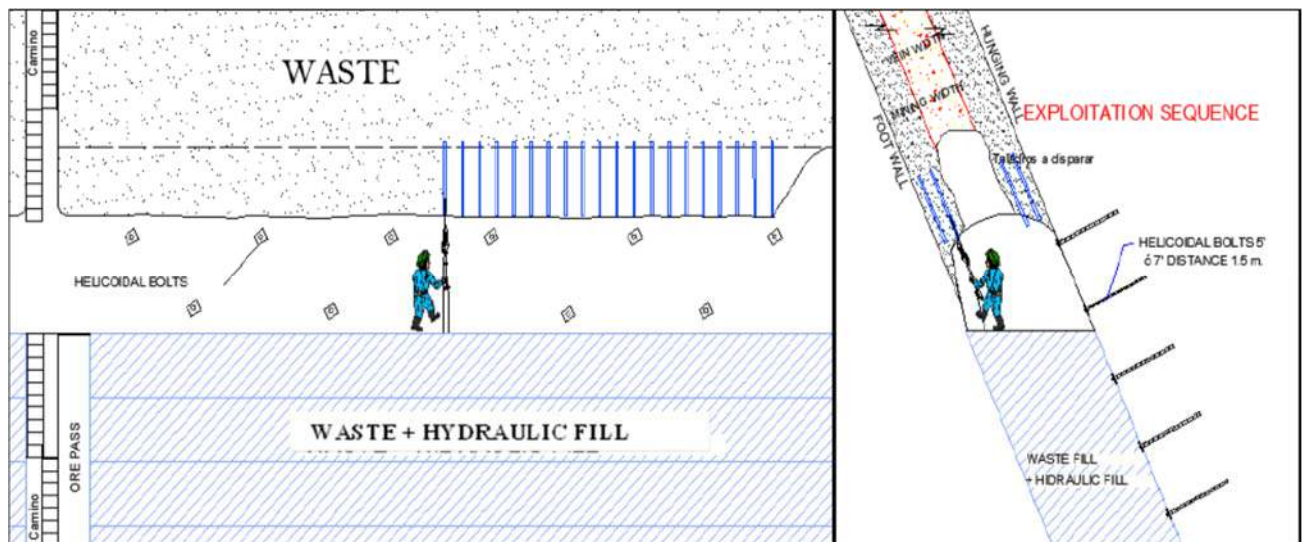 Camino
WASTE
HELICOIDAL BOLTS
WASTE + HYDRAULIC FILL
ORE PASS
Camino
VEIN WIDTH
MINING WIDTH
HUNGING WALL
FOOT WALL
EXPLOITATION SEQUENCE
Taladros a disparar
HELICOIDAL BOLTS 5'
ó 7' DISTANCE 1.5 m.
WASTE FILL
+ HIDRAULIC FILL